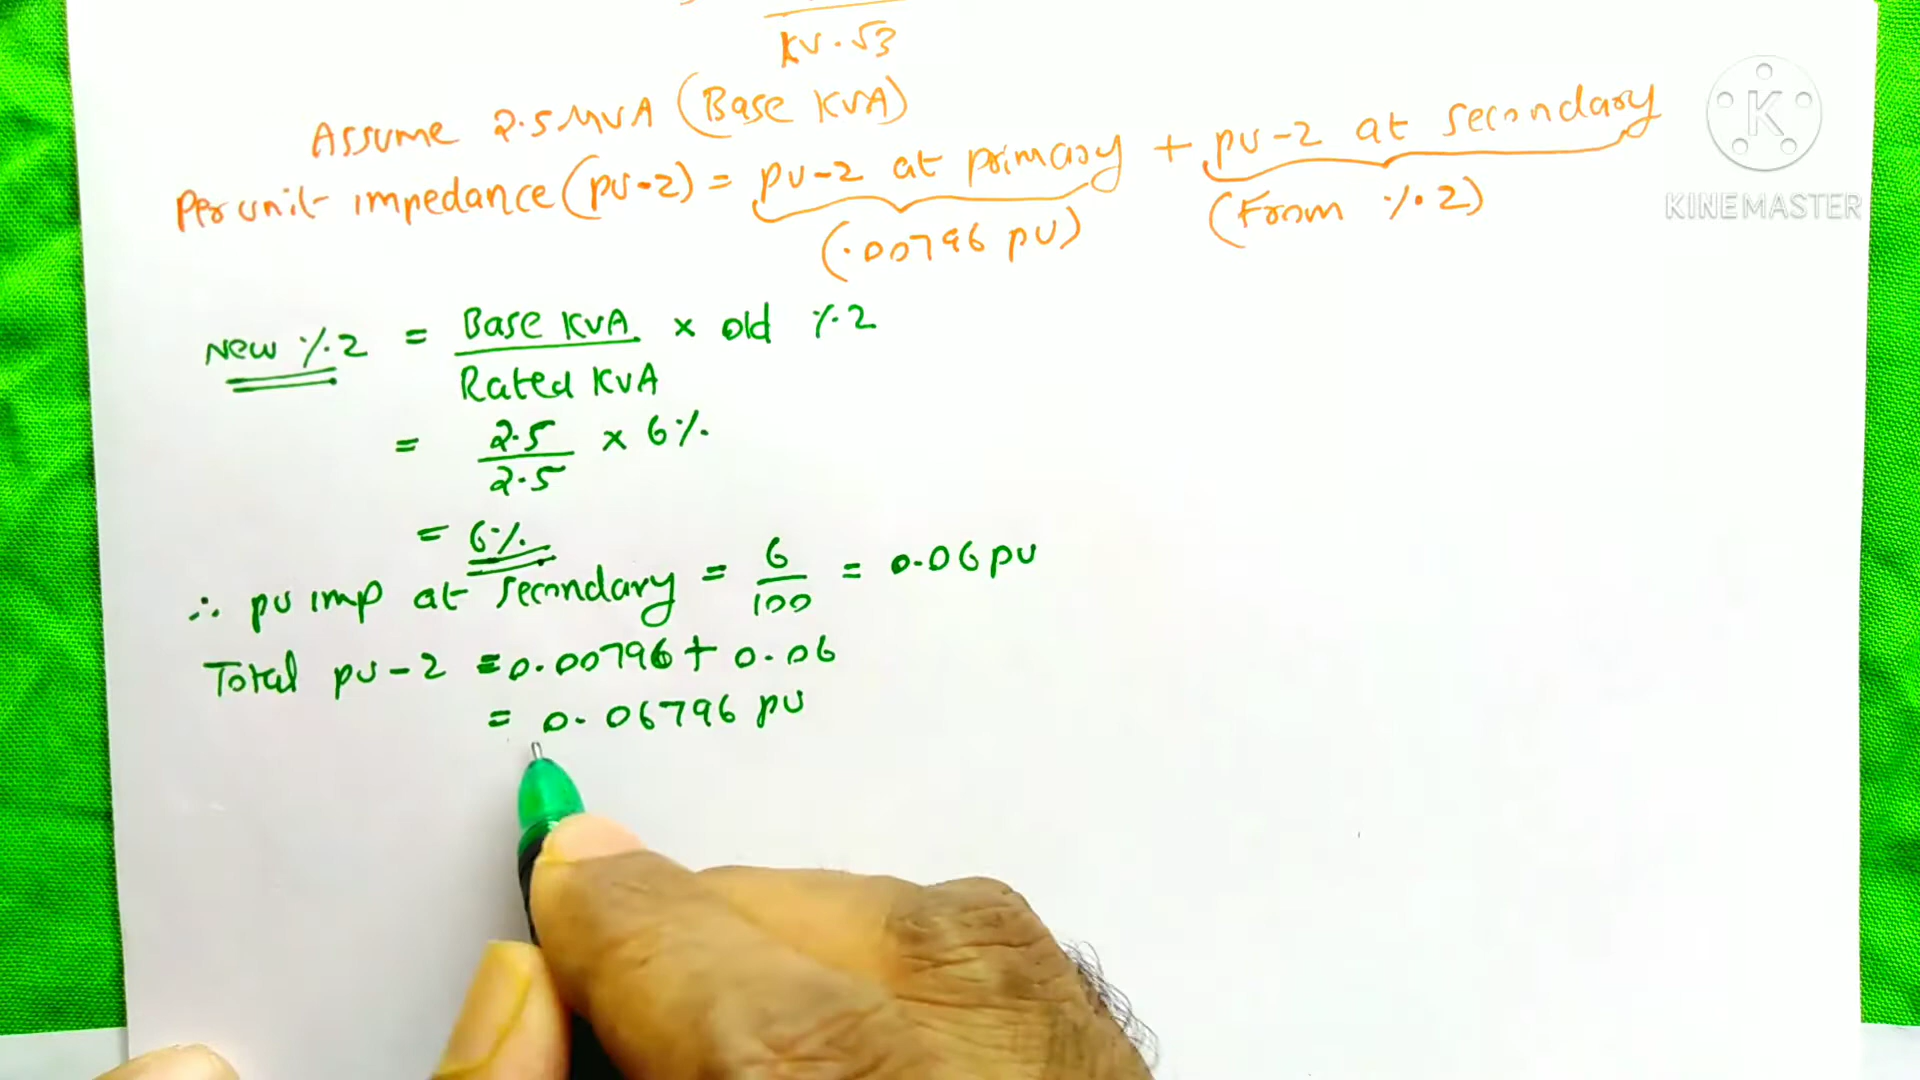 KV.√3
Assume 2.5MVA (Base KVA)
Per unit impedance (pu-Z) = pu-Z at primary + pu-Z at secondary
(.00796 pu) (From %.Z)
New %.Z = Base KVA / Rated KVA × old %.Z
= 2.5 / 2.5 × 6%
= 6%
∴ pu imp at secondary = 6/100 = 0.06 pu
Total pu-Z = 0.00796 + 0.06
= 0.06796 pu
K
KINEMASTER